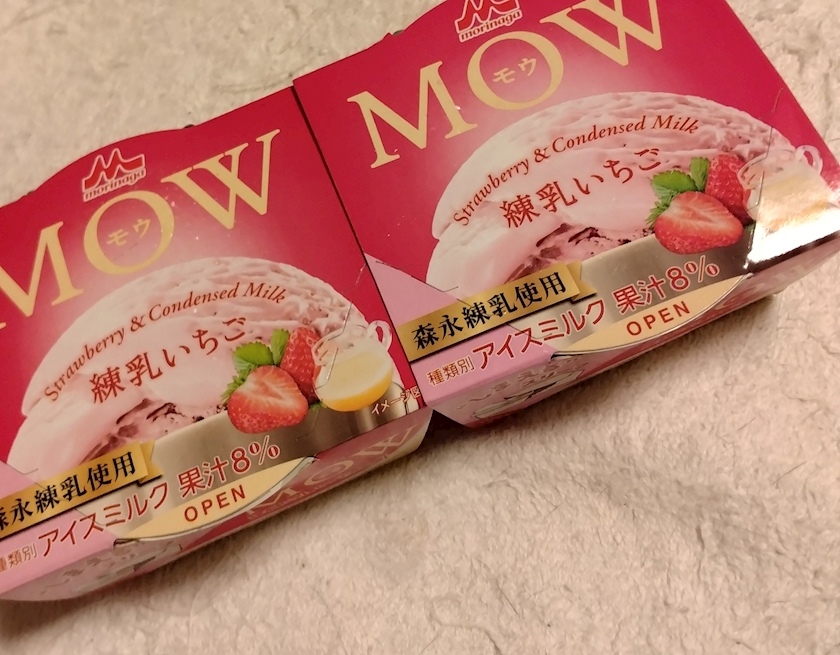 morinaga
MOW
モウ
Strawberry & Condensed Milk
練乳いちご
森永練乳使用
種類別 アイスミルク 果汁8%
OPEN
イメージ図
MOW
morinaga
MOW
モウ
Strawberry & Condensed Milk
練乳いちご
森永練乳使用
種類別 アイスミルク 果汁8%
OPEN